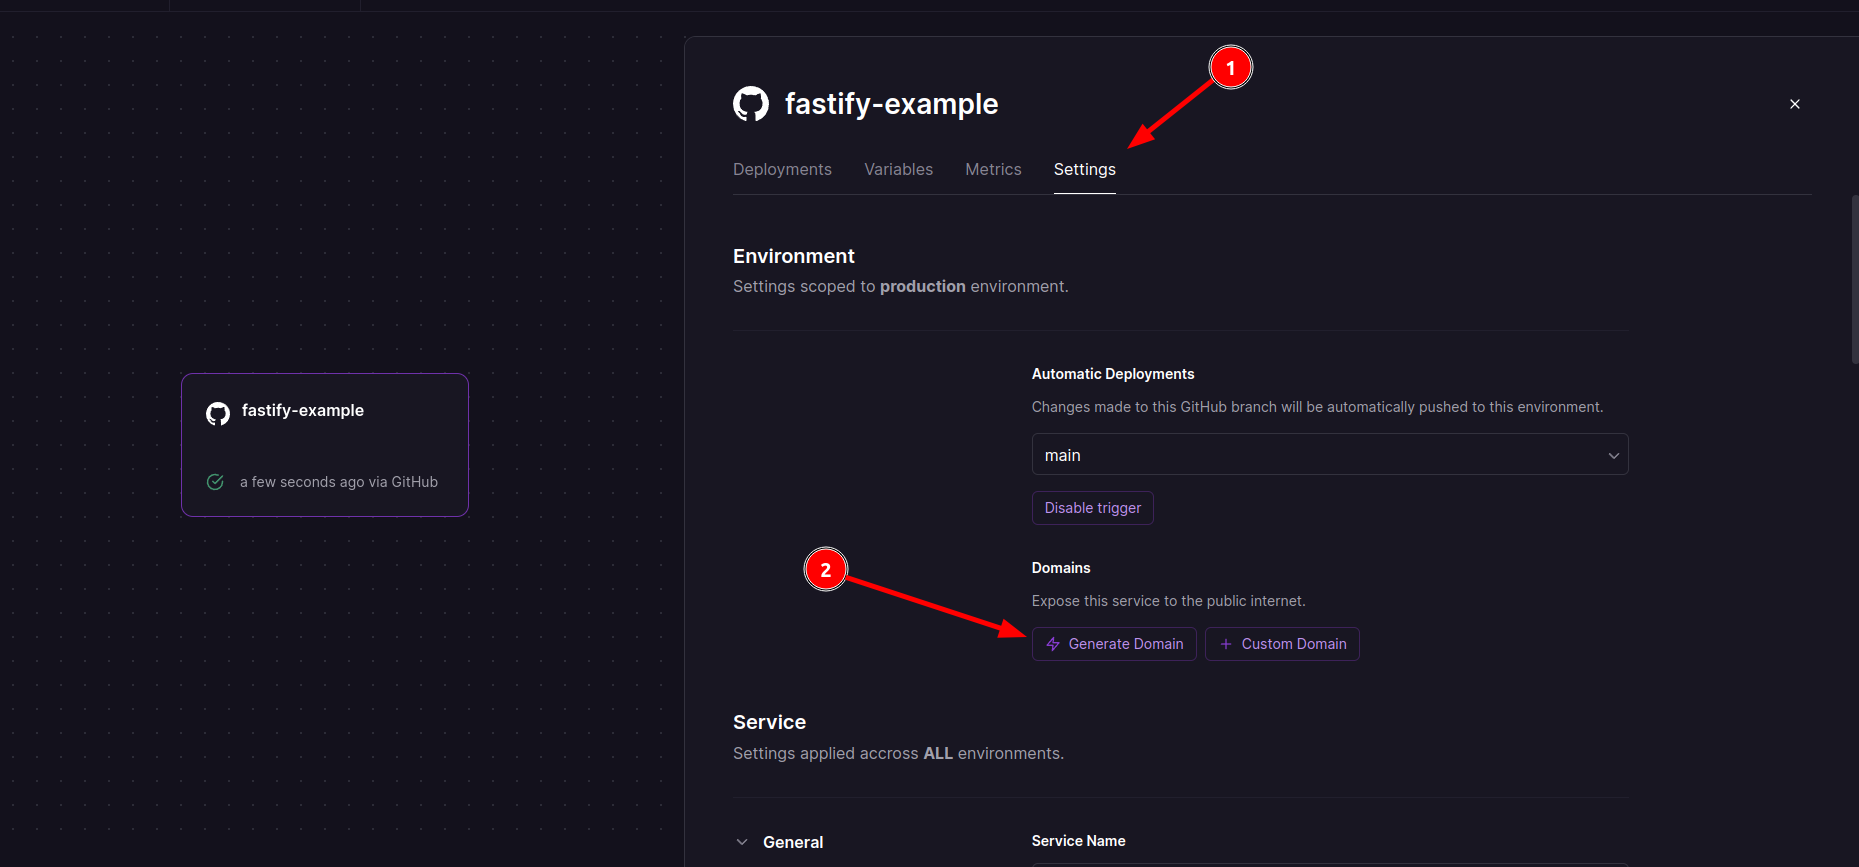 fastify-example
a few seconds ago via GitHub
1
fastify-example
Deployments Variables Metrics Settings
Environment
Settings scoped to production environment.
Automatic Deployments
Changes made to this GitHub branch will be automatically pushed to this environment.
main
Disable trigger
2
Domains
Expose this service to the public internet.
Generate Domain + Custom Domain
Service
Settings applied accross ALL environments.
General
Service Name